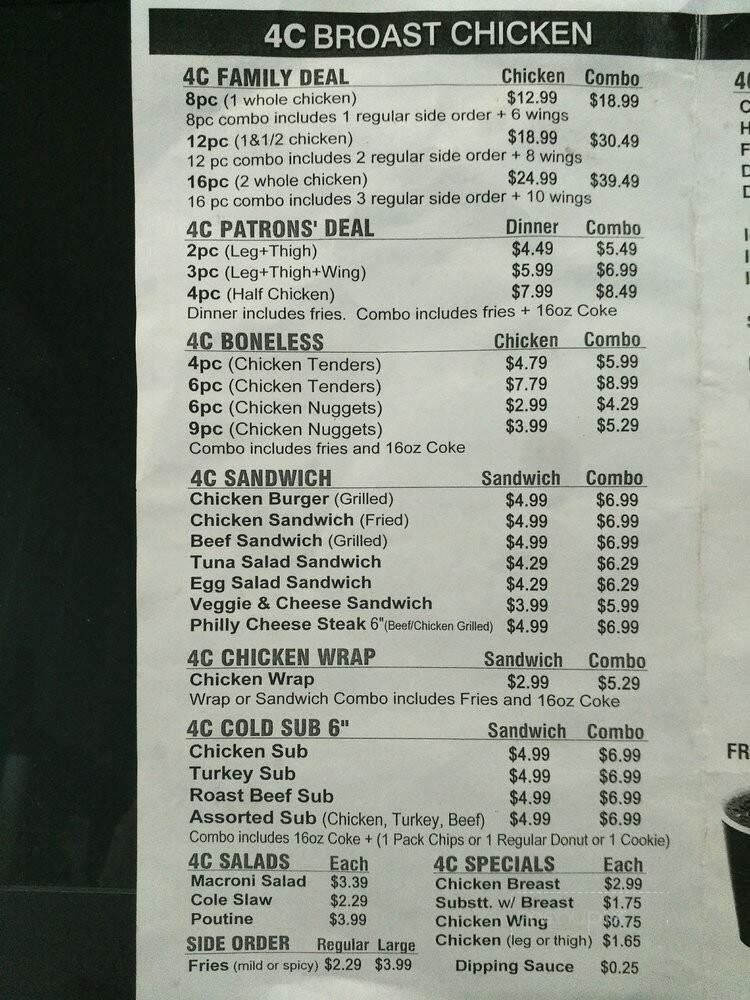 4C BROAST CHICKEN
4C FAMILY DEAL Chicken Combo
8pc (1 whole chicken) $12.99 $18.99
8pc combo includes 1 regular side order + 6 wings
12pc (1&1/2 chicken) $18.99 $30.49
12 pc combo includes 2 regular side order + 8 wings
16pc (2 whole chicken) $24.99 $39.49
16 pc combo includes 3 regular side order + 10 wings
4C PATRONS' DEAL Dinner Combo
2pc (Leg+Thigh) $4.49 $5.49
3pc (Leg+Thigh+Wing) $5.99 $6.99
4pc (Half Chicken) $7.99 $8.49
Dinner includes fries. Combo includes fries + 16oz Coke
4C BONELESS Chicken Combo
4pc (Chicken Tenders) $4.79 $5.99
6pc (Chicken Tenders) $7.79 $8.99
6pc (Chicken Nuggets) $2.99 $4.29
9pc (Chicken Nuggets) $3.99 $5.29
Combo includes fries and 16oz Coke
4C SANDWICH Sandwich Combo
Chicken Burger (Grilled) $4.99 $6.99
Chicken Sandwich (Fried) $4.99 $6.99
Beef Sandwich (Grilled) $4.99 $6.99
Tuna Salad Sandwich $4.29 $6.29
Egg Salad Sandwich $4.29 $6.29
Veggie & Cheese Sandwich $3.99 $5.99
Philly Cheese Steak 6"(Beef/Chicken Grilled) $4.99 $6.99
4C CHICKEN WRAP Sandwich Combo
Chicken Wrap $2.99 $5.29
Wrap or Sandwich Combo includes Fries and 16oz Coke
4C COLD SUB 6" Sandwich Combo
Chicken Sub $4.99 $6.99
Turkey Sub $4.99 $6.99
Roast Beef Sub $4.99 $6.99
Assorted Sub (Chicken, Turkey, Beef) $4.99 $6.99
Combo includes 16oz Coke + (1 Pack Chips or 1 Regular Donut or 1 Cookie)
4C SALADS Each
Macroni Salad $3.39
Cole Slaw $2.29
Poutine $3.99
SIDE ORDER Regular Large
Fries (mild or spicy) $2.29 $3.99
4C SPECIALS Each
Chicken Breast $2.99
Substt. w/ Breast $1.75
Chicken Wing $0.75
Chicken (leg or thigh) $1.65
Dipping Sauce $0.25
FR